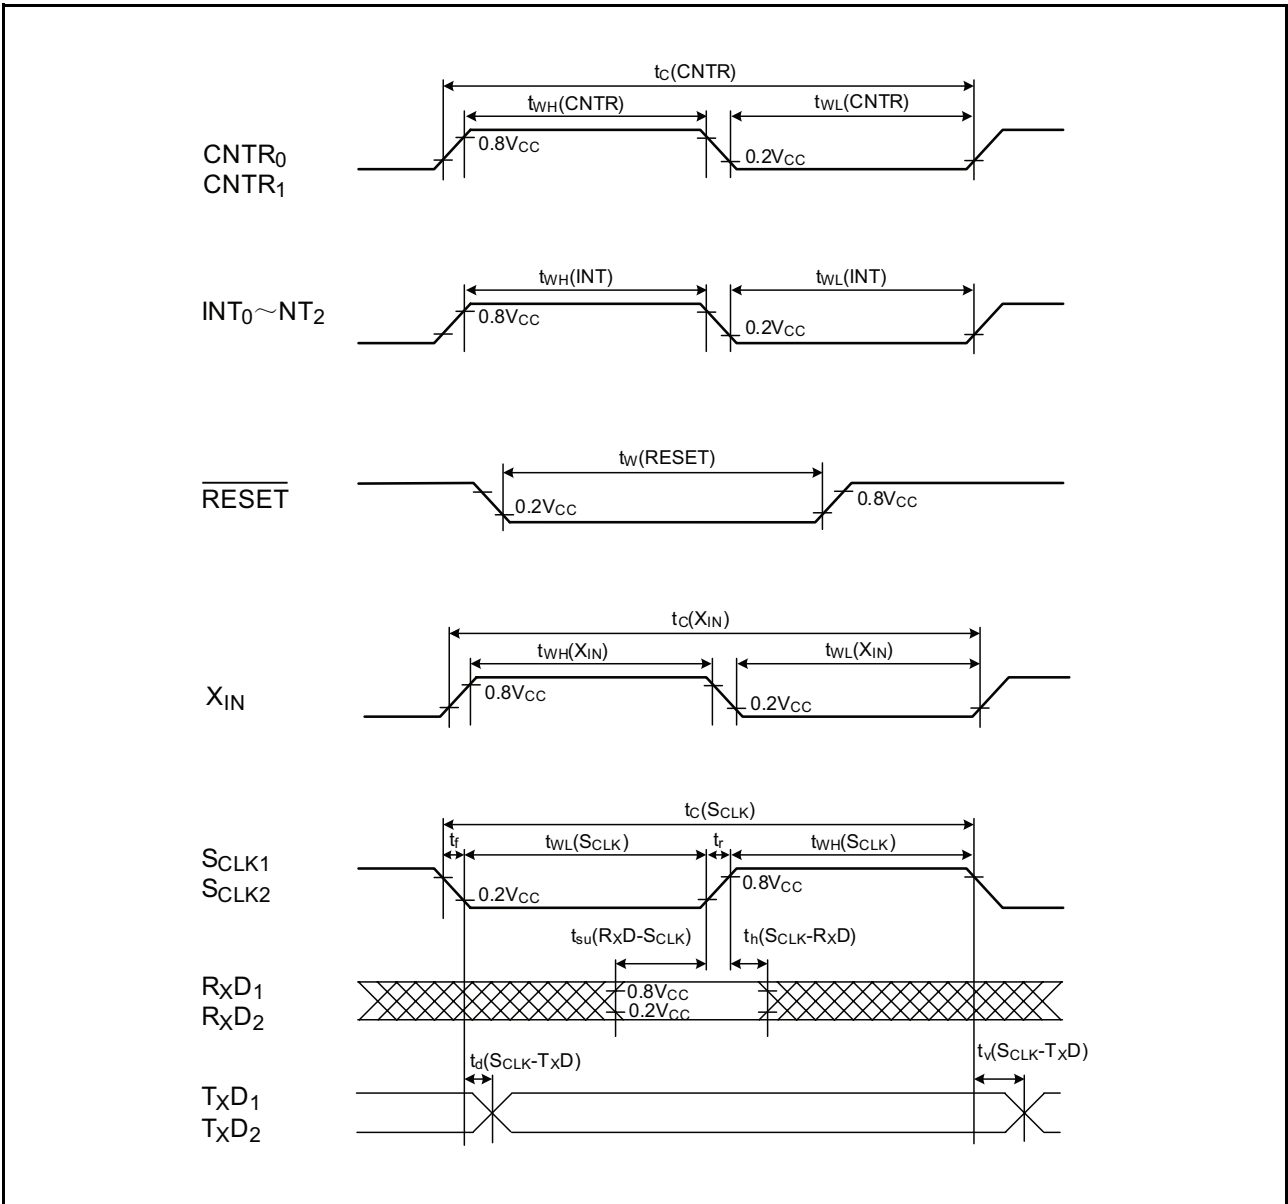 tC(CNTR)
tWH(CNTR) tWL(CNTR)
CNTR0
CNTR1
0.8VCC 0.2VCC
tWH(INT) tWL(INT)
INT0～NT2
0.8VCC 0.2VCC
tW(RESET)
RESET
0.2VCC 0.8VCC
tC(XIN)
tWH(XIN) tWL(XIN)
XIN
0.8VCC 0.2VCC
tC(SCLK)
tf tWL(SCLK) tr tWH(SCLK)
SCLK1
SCLK2
0.2VCC 0.8VCC
tsu(RXD-SCLK) th(SCLK-RXD)
RXD1
RXD2
0.8VCC
0.2VCC
td(SCLK-TXD) tv(SCLK-TXD)
TXD1
TXD2